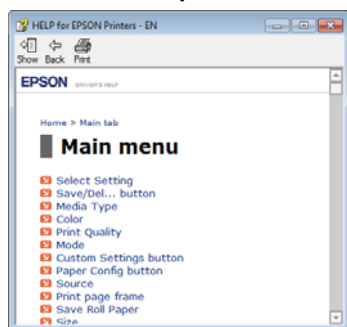 HELP for EPSON Printers - EN
Show Back Print
EPSON DRIVER'S HELP
Home > Main tab
Main menu
Select Setting
Save/Del... button
Media Type
Color
Print Quality
Mode
Custom Settings button
Paper Config button
Source
Print page frame
Save Roll Paper
Size